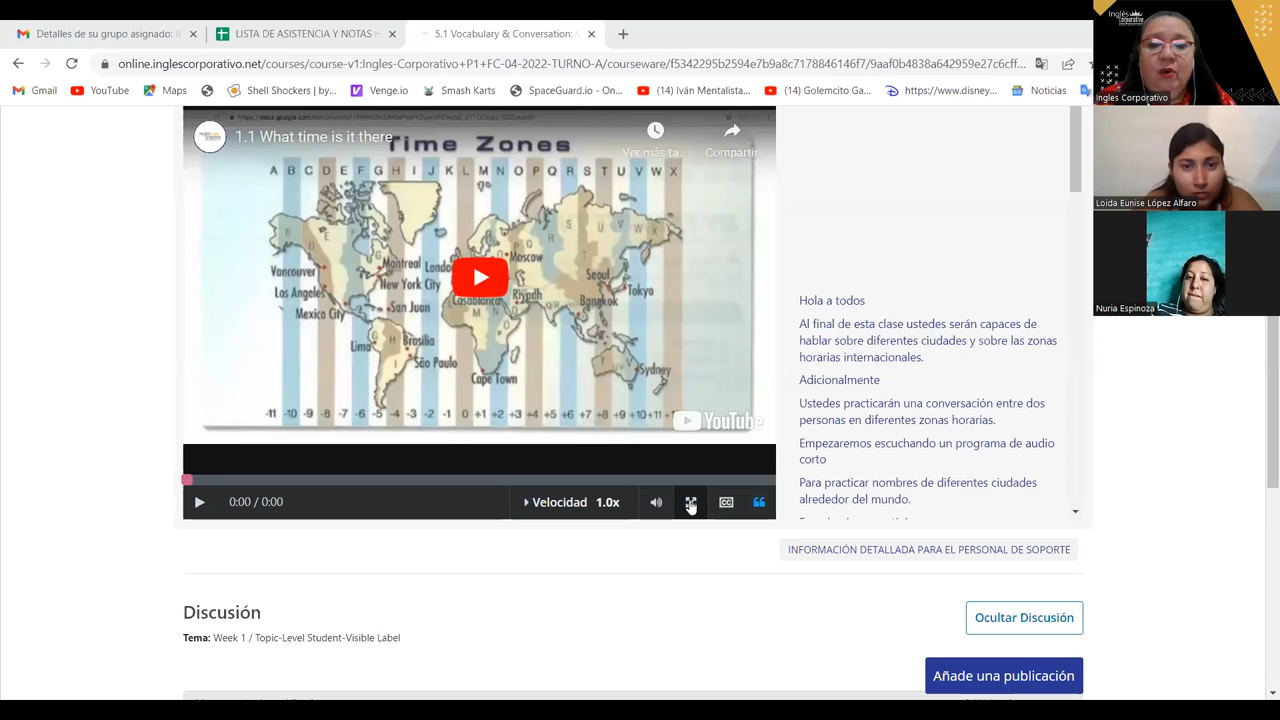 Detalles de su grupo asignado: I
LISTA DE ASISTENCIA Y NOTAS
5.1 Vocabulary & Conversation:
online.inglescorporativo.net/courses/course-v1:Ingles-Corporativo+P1+FC-04-2022-TURNO-A/courseware/f5342295b2594e7b9a8c7178846146f7/9aaf0b4838a642959e27c6cff...
Gmail
YouTube
Maps
Shell Shockers | by...
Venge.io
Smash Karts
SpaceGuard.io - On...
(14) Iván Mentalista...
(14) Golemcito Ga...
https://www.disney...
Noticias
1.1 What time is it there
Ver más ta...
Compartir
Time Zones
A B C D E F G H I J K L M N O P Q R S T U V W X
Vancouver
Los Angeles
Mexico City
Montreal
New York City
San Juan
Lima
Brasilia
São Paulo
London
Casablanca
Moscow
Riyadh
Cape Town
Seoul
Bangkok
Tokyo
Sydney
-11 -10 -9 -8 -7 -6 -5 -4 -3 -2 -1 0 +1 +2 +3 +4 +5 +6 +7 +8 +9 +10 +11
YouTube
0:00 / 0:00
Velocidad 1.0x
CC
Hola a todos
Al final de esta clase ustedes serán capaces de
hablar sobre diferentes ciudades y sobre las zonas
horarias internacionales.
Adicionalmente
Ustedes practicarán una conversación entre dos
personas en diferentes zonas horarias.
Empezaremos escuchando un programa de audio
corto
Para practicar nombres de diferentes ciudades
alrededor del mundo.
INFORMACIÓN DETALLADA PARA EL PERSONAL DE SOPORTE
Discusión
Ocultar Discusión
Tema: Week 1 / Topic-Level Student-Visible Label
Añade una publicación
Inglés
Corporativo
Ingles Corporativo
Loida Eunise López Alfaro
Nuria Espinoza